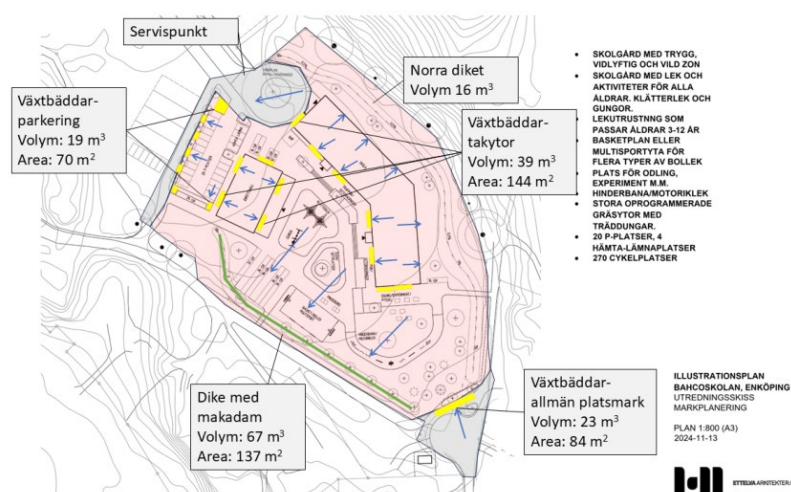 Servispunkt
Växtbäddar-
parkering
Volym: 19 m³
Area: 70 m²
Norra diket
Volym 16 m³
Växtbäddar-
takytor
Volym: 39 m³
Area: 144 m²
Dike med
makadam
Volym: 67 m³
Area: 137 m²
Växtbäddar-
allmän platsmark
Volym: 23 m³
Area: 84 m²
• SKOLGÅRD MED TRYGG,
VIDLYFTIG OCH VILD ZON
• SKOLGÅRD MED LEK OCH
AKTIVITETER FÖR ALLA
ÅLDRAR. KLÄTTERLEK OCH
GUNGOR.
• LEKUTRUSTNING SOM
PASSAR ÅLDRAR 3-12 ÅR
• BASKETPLAN ELLER
MULTISPORTYTA FÖR
FLERA TYPER AV BOLLEK
• PLATS FÖR ODLING,
EXPERIMENT M.M.
• HINDERBANA/MOTORIKLEK
• STORA OPROGRAMMERADE
GRÄSYTOR MED
TRÄDDUNGAR.
• 20 P-PLATSER, 4
HÄMTA-LÄMNAPLATSER
• 270 CYKELPLATSER
ILLUSTRATIONSPLAN
BAHCOSKOLAN, ENKÖPING
UTREDNINGSSKISS
MARKPLANERING
PLAN 1:800 (A3)
2024-11-13
ETTELVA ARKITEKTER